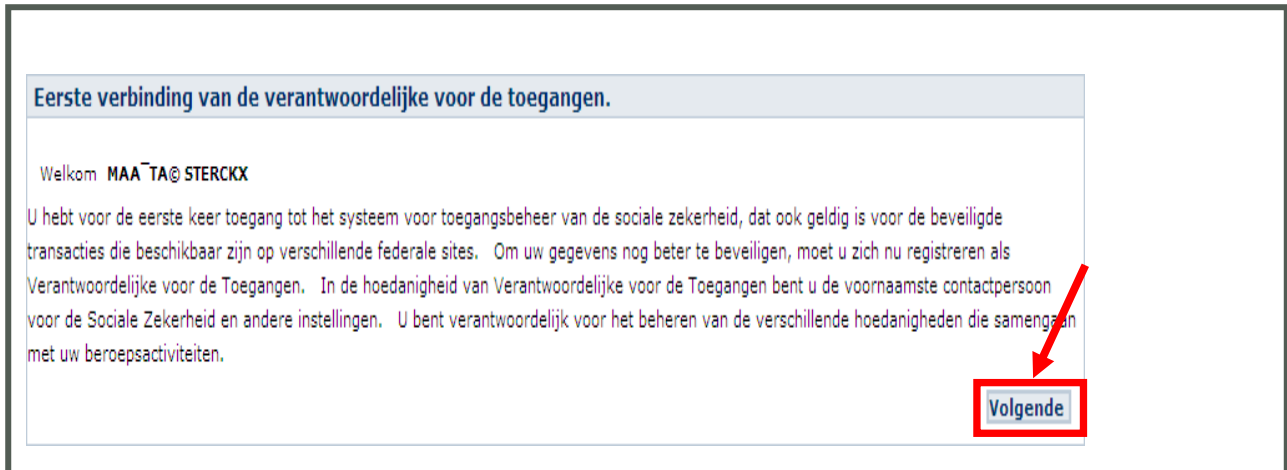 Eerste verbinding van de verantwoordelijke voor de toegangen.
Welkom MAA¯TA© STERCKX
U hebt voor de eerste keer toegang tot het systeem voor toegangsbeheer van de sociale zekerheid, dat ook geldig is voor de beveiligde
transacties die beschikbaar zijn op verschillende federale sites. Om uw gegevens nog beter te beveiligen, moet u zich nu registreren als
Verantwoordelijke voor de Toegangen. In de hoedanigheid van Verantwoordelijke voor de Toegangen bent u de voornaamste contactpersoon
voor de Sociale Zekerheid en andere instellingen. U bent verantwoordelijk voor het beheren van de verschillende hoedanigheden die samengaan
met uw beroepsactiviteiten.
Volgende